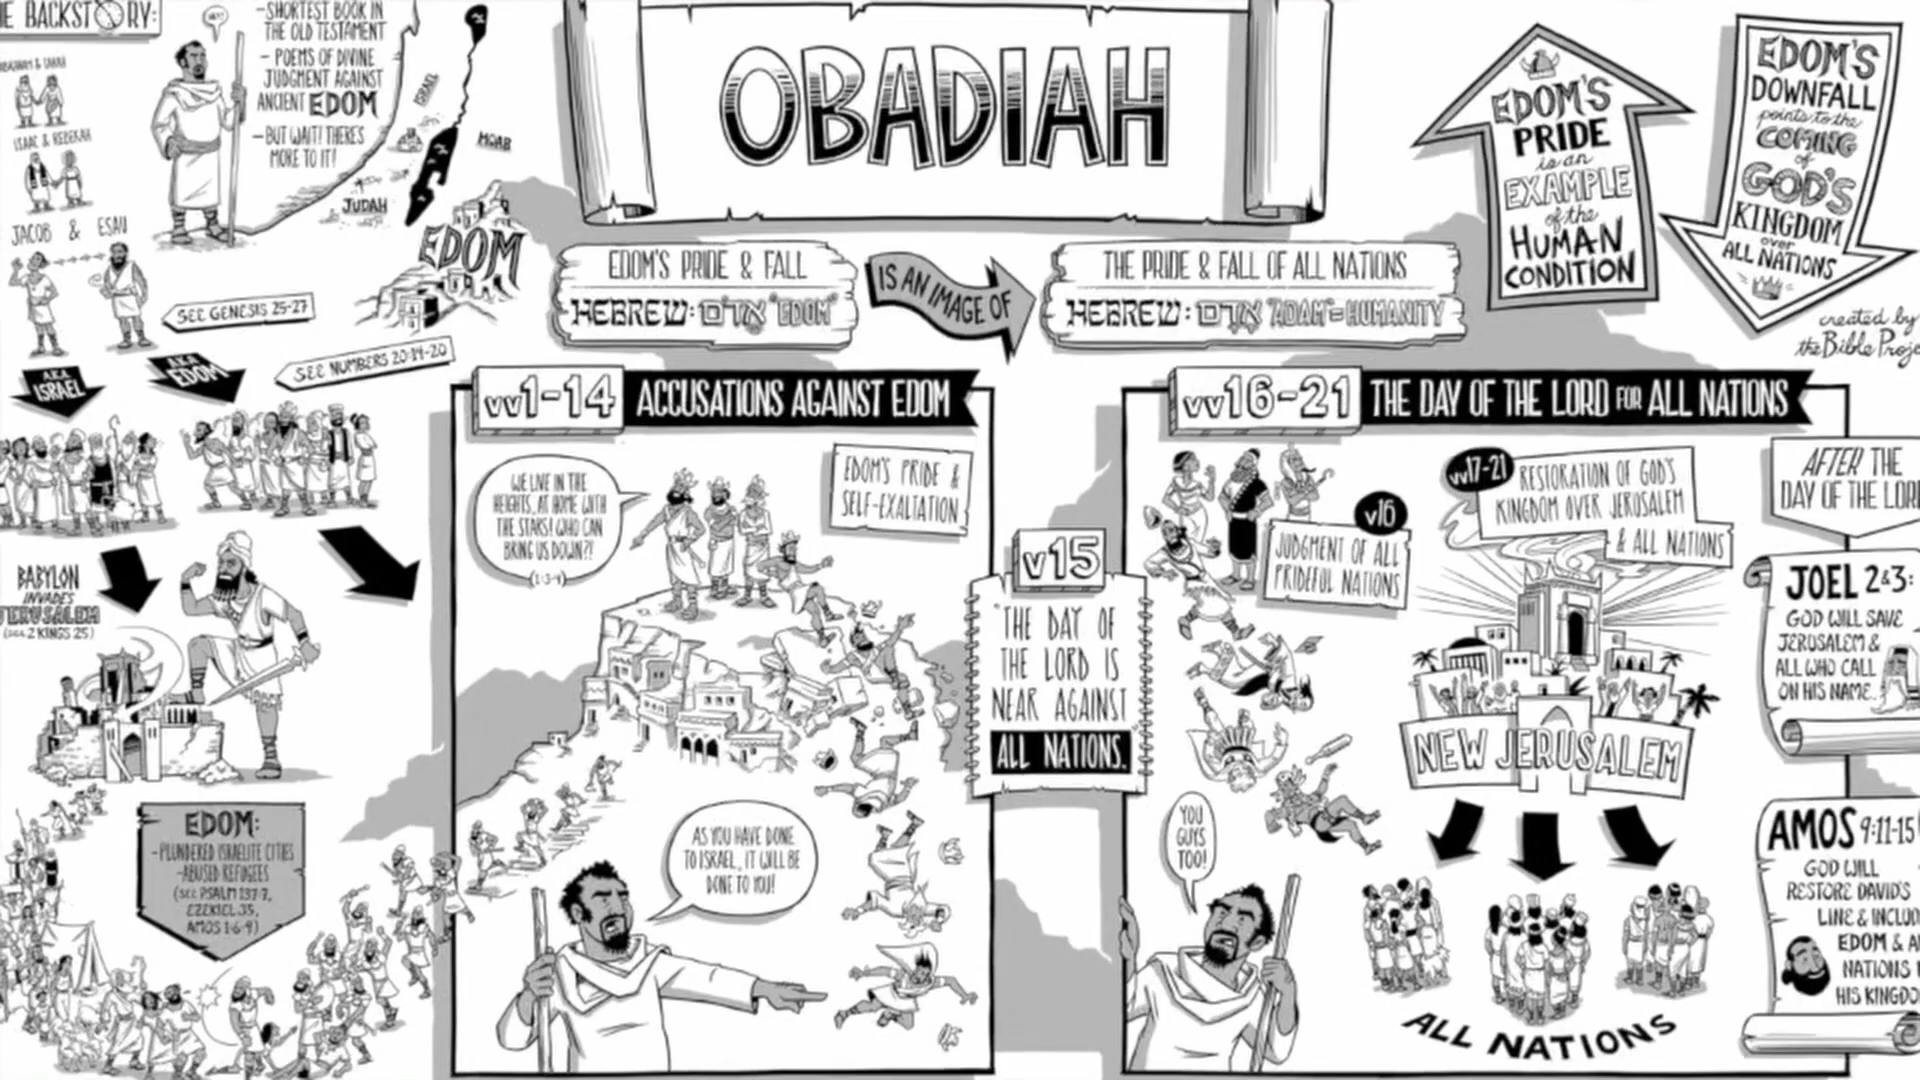 BACKSTORY:
& SARAH
ISAAC & REBEKAH
JACOB & ESAU
HEY!
-SHORTEST BOOK IN
THE OLD TESTAMENT
- POEMS OF DIVINE
JUDGMENT AGAINST
ANCIENT EDOM
-BUT WAIT! THERE'S
MORE TO IT!
ISRAEL
MOAB
JUDAH
EDOM
SEE GENESIS 25-27
SEE NUMBERS 20:14-20
A.K.A.
ISRAEL
A.K.A.
EDOM
BABYLON
INVADES
JERUSALEM
(SEE 2 KINGS 25)
EDOM:
-PLUNDERED ISRAELITE CITIES
-ABUSED REFUGEES
(SEE PSALM 137:7,
EZEKIEL 35,
AMOS 1:6-9)
OBADIAH
EDOM'S PRIDE & FALL
HEBREW: אדם "EDOM"
IS AN IMAGE OF
THE PRIDE & FALL OF ALL NATIONS
HEBREW: אדם "ADAM"=HUMANITY
EDOM'S
PRIDE
is an
EXAMPLE
of the
HUMAN
CONDITION
EDOM'S
DOWNFALL
points to the
COMING
of
GOD'S
KINGDOM
over
ALL NATIONS
created by
the Bible
vv1-14 ACCUSATIONS AGAINST EDOM
WE LIVE IN THE
HEIGHTS, AT HOME WITH
THE STARS! WHO CAN
BRING US DOWN?!
(1:3-4)
EDOM'S PRIDE &
SELF-EXALTATION
AS YOU HAVE DONE
TO ISRAEL, IT WILL BE
DONE TO YOU!
v15
"THE DAY OF
THE LORD IS
NEAR AGAINST
ALL NATIONS.
vv16-21 THE DAY OF THE LORD FOR ALL NATIONS
v16
JUDGMENT OF ALL
PRIDEFUL NATIONS
vv17-21 RESTORATION OF GOD'S
KINGDOM OVER JERUSALEM
& ALL NATIONS
NEW JERUSALEM
YOU
GUYS
TOO!
ALL NATIONS
AFTER THE
DAY OF THE LORD
JOEL 2&3:
GOD WILL SAVE
JERUSALEM &
ALL WHO CALL
ON HIS NAME.
AMOS 9:11-15
GOD WILL
RESTORE DAVID'S
LINE &
EDOM &
NATIONS
HIS